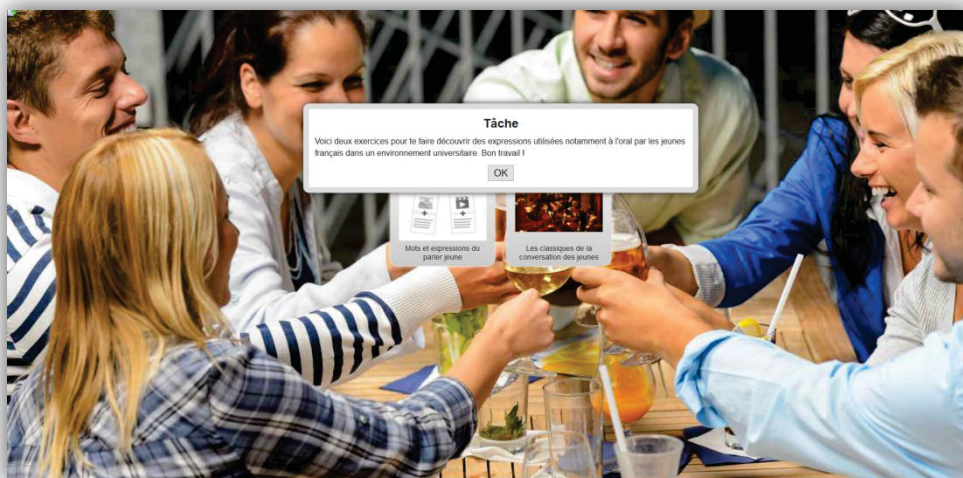 Tâche
Voici deux exercices pour te faire découvrir des expressions utilisées notamment à l'oral par les jeunes
français dans un environnement universitaire. Bon travail !
OK
Mots et expressions du
parler jeune
Les classiques de la
conversation des jeunes